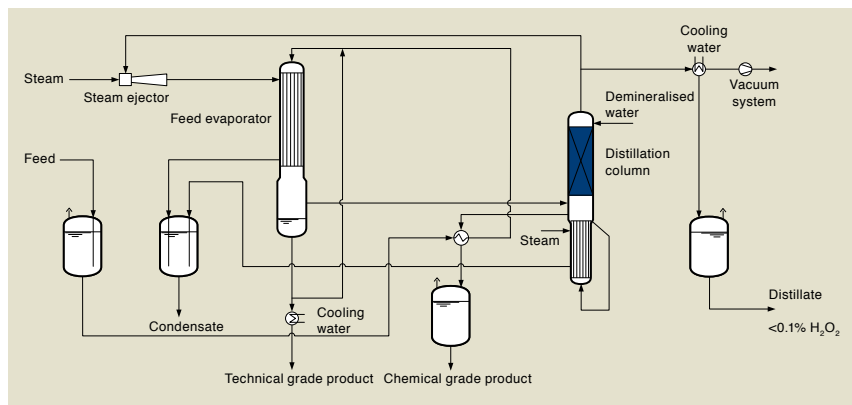 Cooling
water
Steam
Steam ejector
Vacuum
system
Demineralised
water
Feed evaporator
Feed
Distillation
column
Steam
Distillate
Cooling
water
Condensate
<0.1% H₂O₂
Technical grade product
Chemical grade product